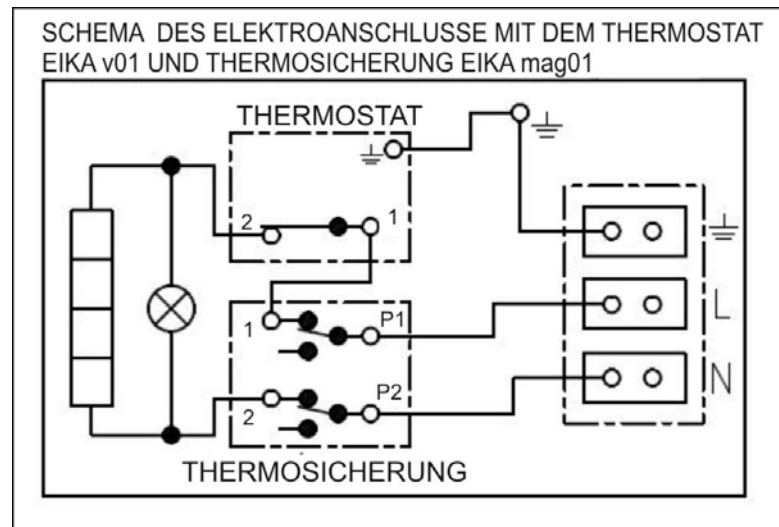 SCHEMA DES ELEKTROANSCHLUSSE MIT DEM THERMOSTAT
EIKA v01 UND THERMOSICHERUNG EIKA mag01
THERMOSTAT
2
1
1
P1
L
2
P2
N
THERMOSICHERUNG